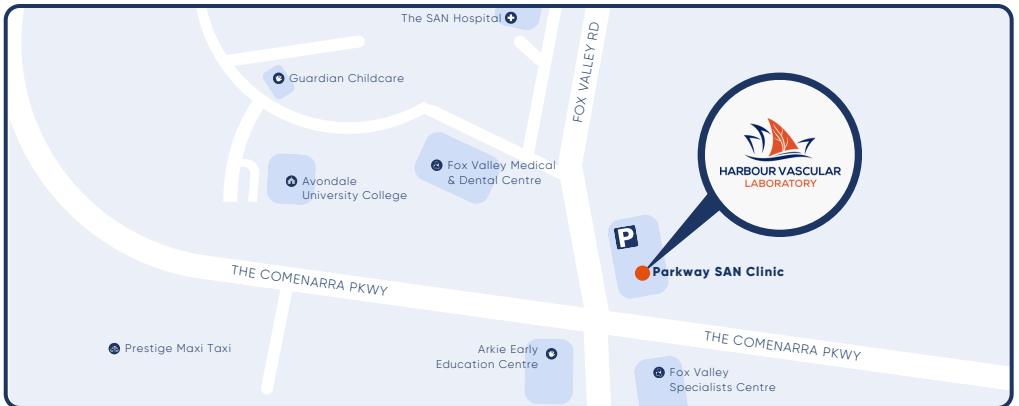 The SAN Hospital
FOX VALLEY RD
Guardian Childcare
HARBOUR VASCULAR
LABORATORY
Fox Valley Medical
& Dental Centre
Avondale
University College
P
Parkway SAN Clinic
THE COMENARRA PKWY
THE COMENARRA PKWY
Prestige Maxi Taxi
Arkie Early
Education Centre
Fox Valley
Specialists Centre